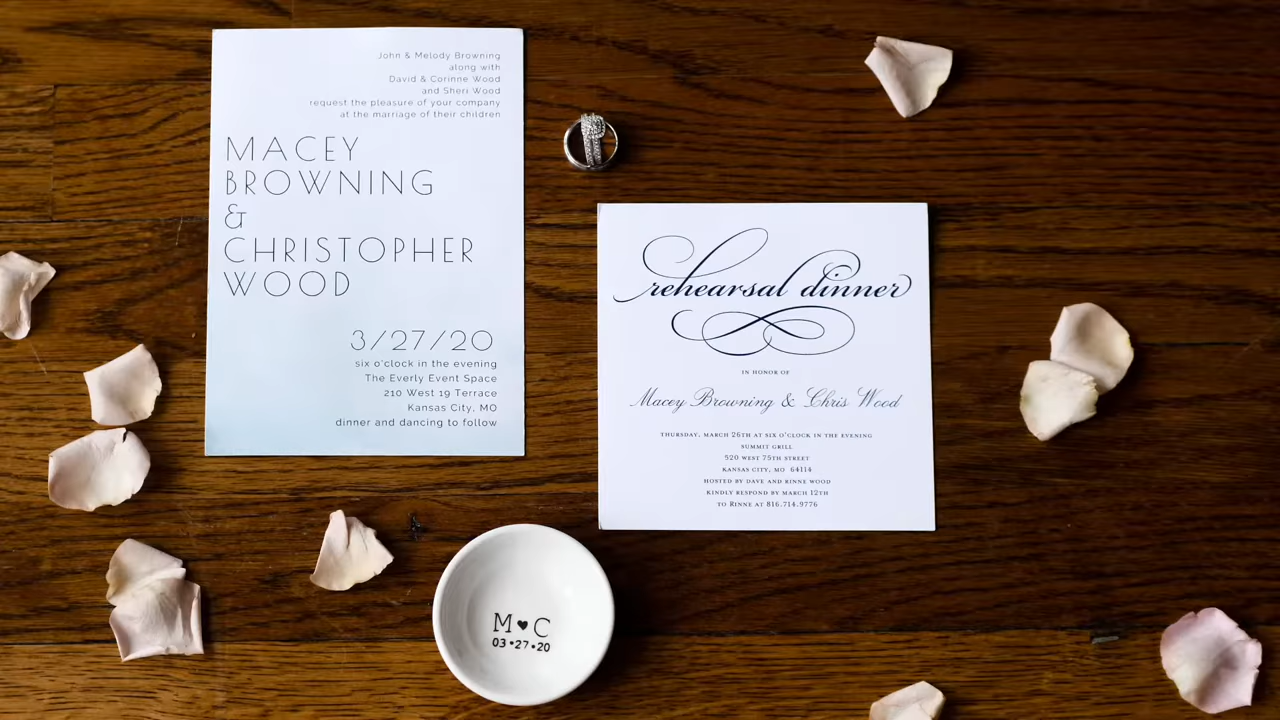 John & Melody Browning
along with
David & Corinne Wood
and Sheri Wood
request the pleasure of your company
at the marriage of their children
MACEY
BROWNING
&
CHRISTOPHER
WOOD
3/27/20
six o'clock in the evening
The Everly Event Space
210 West 19 Terrace
Kansas City, MO
dinner and dancing to follow
rehearsal dinner
IN HONOR OF
Macey Browning & Chris Wood
THURSDAY, MARCH 26TH AT SIX O'CLOCK IN THE EVENING
SUMMIT GRILL
520 WEST 75TH STREET
KANSAS CITY, MO 64114
HOSTED BY DAVE AND RINNE WOOD
KINDLY RESPOND BY MARCH 12TH
TO RINNE AT 816.714.9776
M♥C
03•27•20